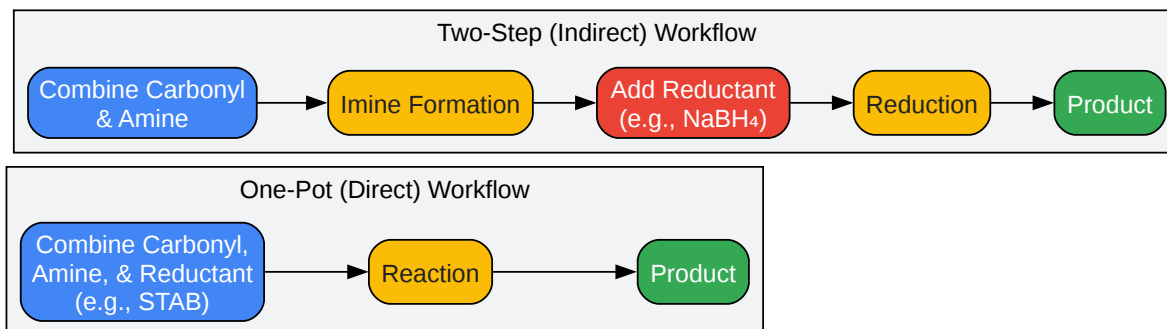 Two-Step (Indirect) Workflow
Combine Carbonyl
& Amine
Imine Formation
Add Reductant
(e.g., NaBH₄)
Reduction
Product
One-Pot (Direct) Workflow
Combine Carbonyl,
Amine, & Reductant
(e.g., STAB)
Reaction
Product